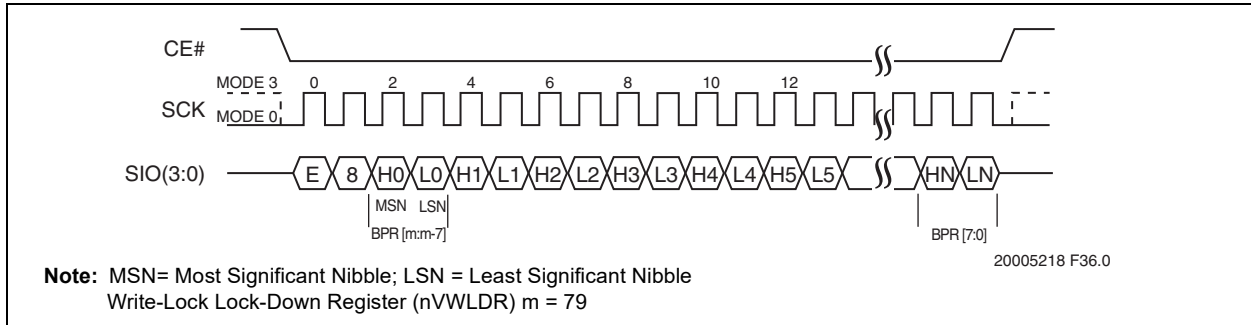 CE#
MODE 3 0 2 4 6 8 10 12
SCK MODE 0
SIO(3:0) E 8 H0 L0 H1 L1 H2 L2 H3 L3 H4 L4 H5 L5 HN LN
MSN LSN
BPR [m:m-7] BPR [7:0]
20005218 F36.0
Note: MSN= Most Significant Nibble; LSN = Least Significant Nibble
Write-Lock Lock-Down Register (nVWLDR) m = 79